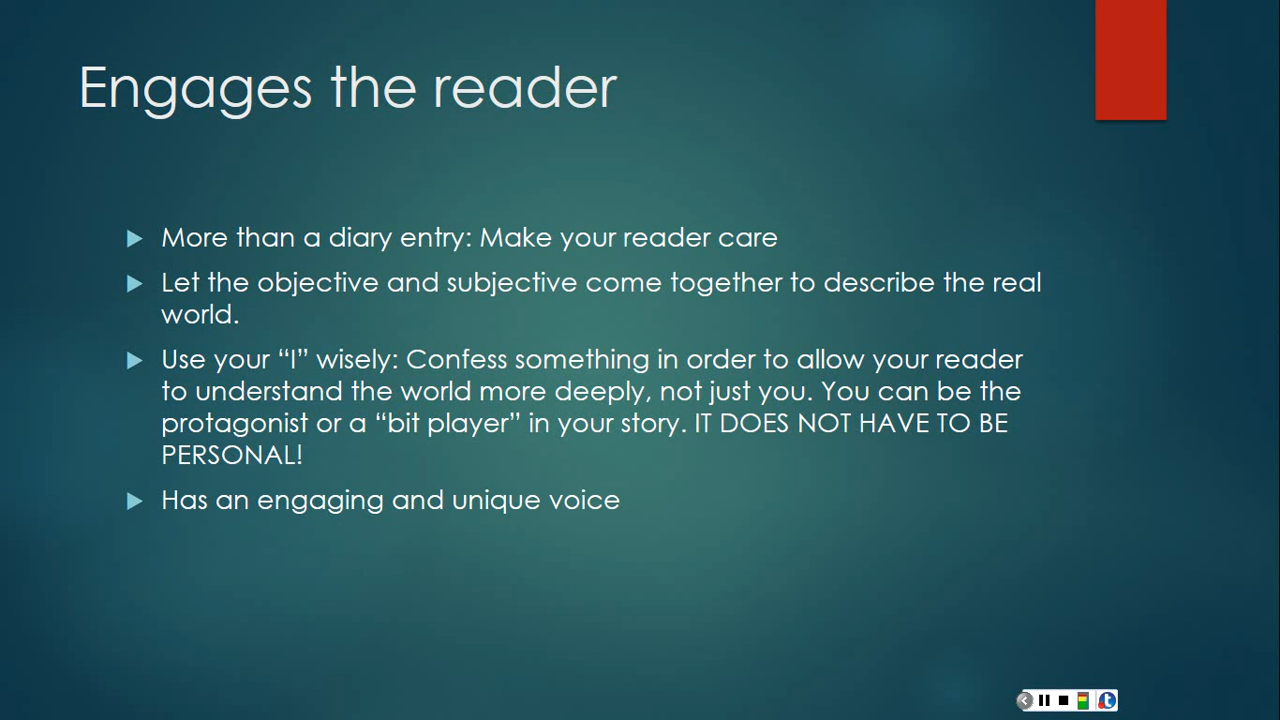 Engages the reader
More than a diary entry: Make your reader care
Let the objective and subjective come together to describe the real
world.
Use your “I” wisely: Confess something in order to allow your reader
to understand the world more deeply, not just you. You can be the
protagonist or a “bit player” in your story. IT DOES NOT HAVE TO BE
PERSONAL!
Has an engaging and unique voice